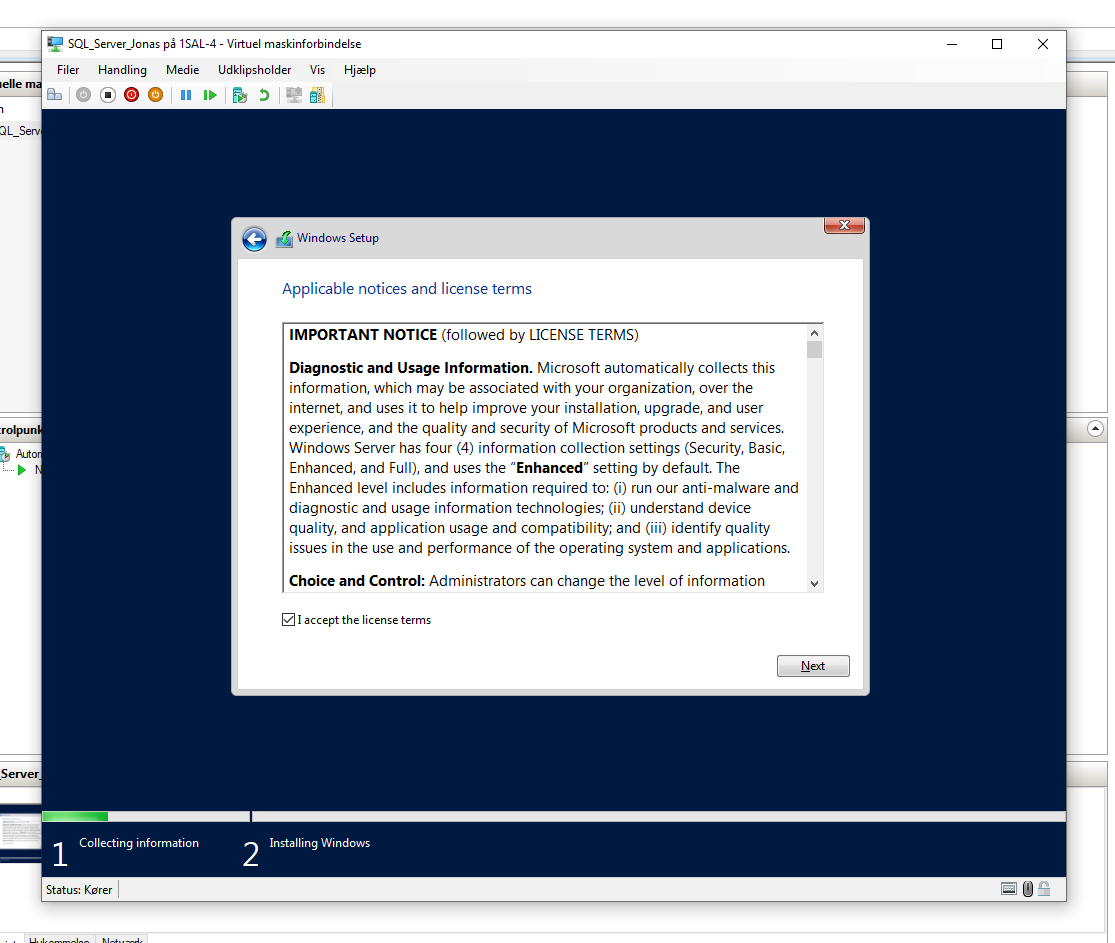 SQL_Server_Jonas på 1SAL-4 - Virtuel maskinforbindelse
Filer Handling Medie Udklipsholder Vis Hjælp
Windows Setup
Applicable notices and license terms
IMPORTANT NOTICE (followed by LICENSE TERMS)
Diagnostic and Usage Information. Microsoft automatically collects this
information, which may be associated with your organization, over the
internet, and uses it to help improve your installation, upgrade, and user
experience, and the quality and security of Microsoft products and services.
Windows Server has four (4) information collection settings (Security, Basic,
Enhanced, and Full), and uses the “Enhanced” setting by default. The
Enhanced level includes information required to: (i) run our anti-malware and
diagnostic and usage information technologies; (ii) understand device
quality, and application usage and compatibility; and (iii) identify quality
issues in the use and performance of the operating system and applications.
Choice and Control: Administrators can change the level of information
I accept the license terms
Next
1 Collecting information
2 Installing Windows
Status: Kører
Hukommelse Netværk